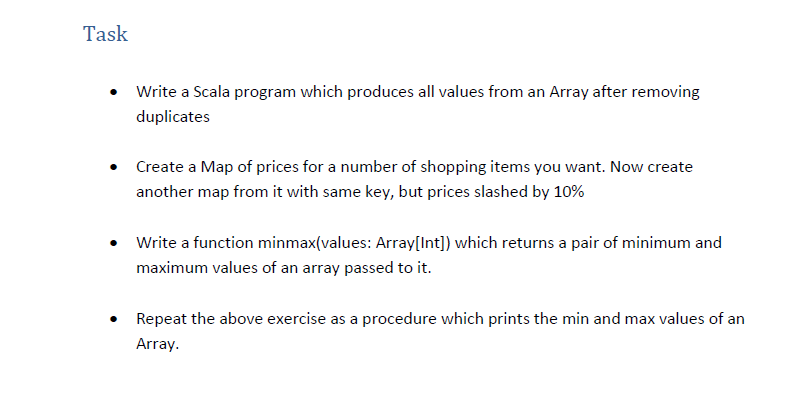 Task
• Write a Scala program which produces all values from an Array after removing
duplicates
• Create a Map of prices for a number of shopping items you want. Now create
another map from it with same key, but prices slashed by 10%
• Write a function minmax(values: Array[Int]) which returns a pair of minimum and
maximum values of an array passed to it.
• Repeat the above exercise as a procedure which prints the min and max values of an
Array.